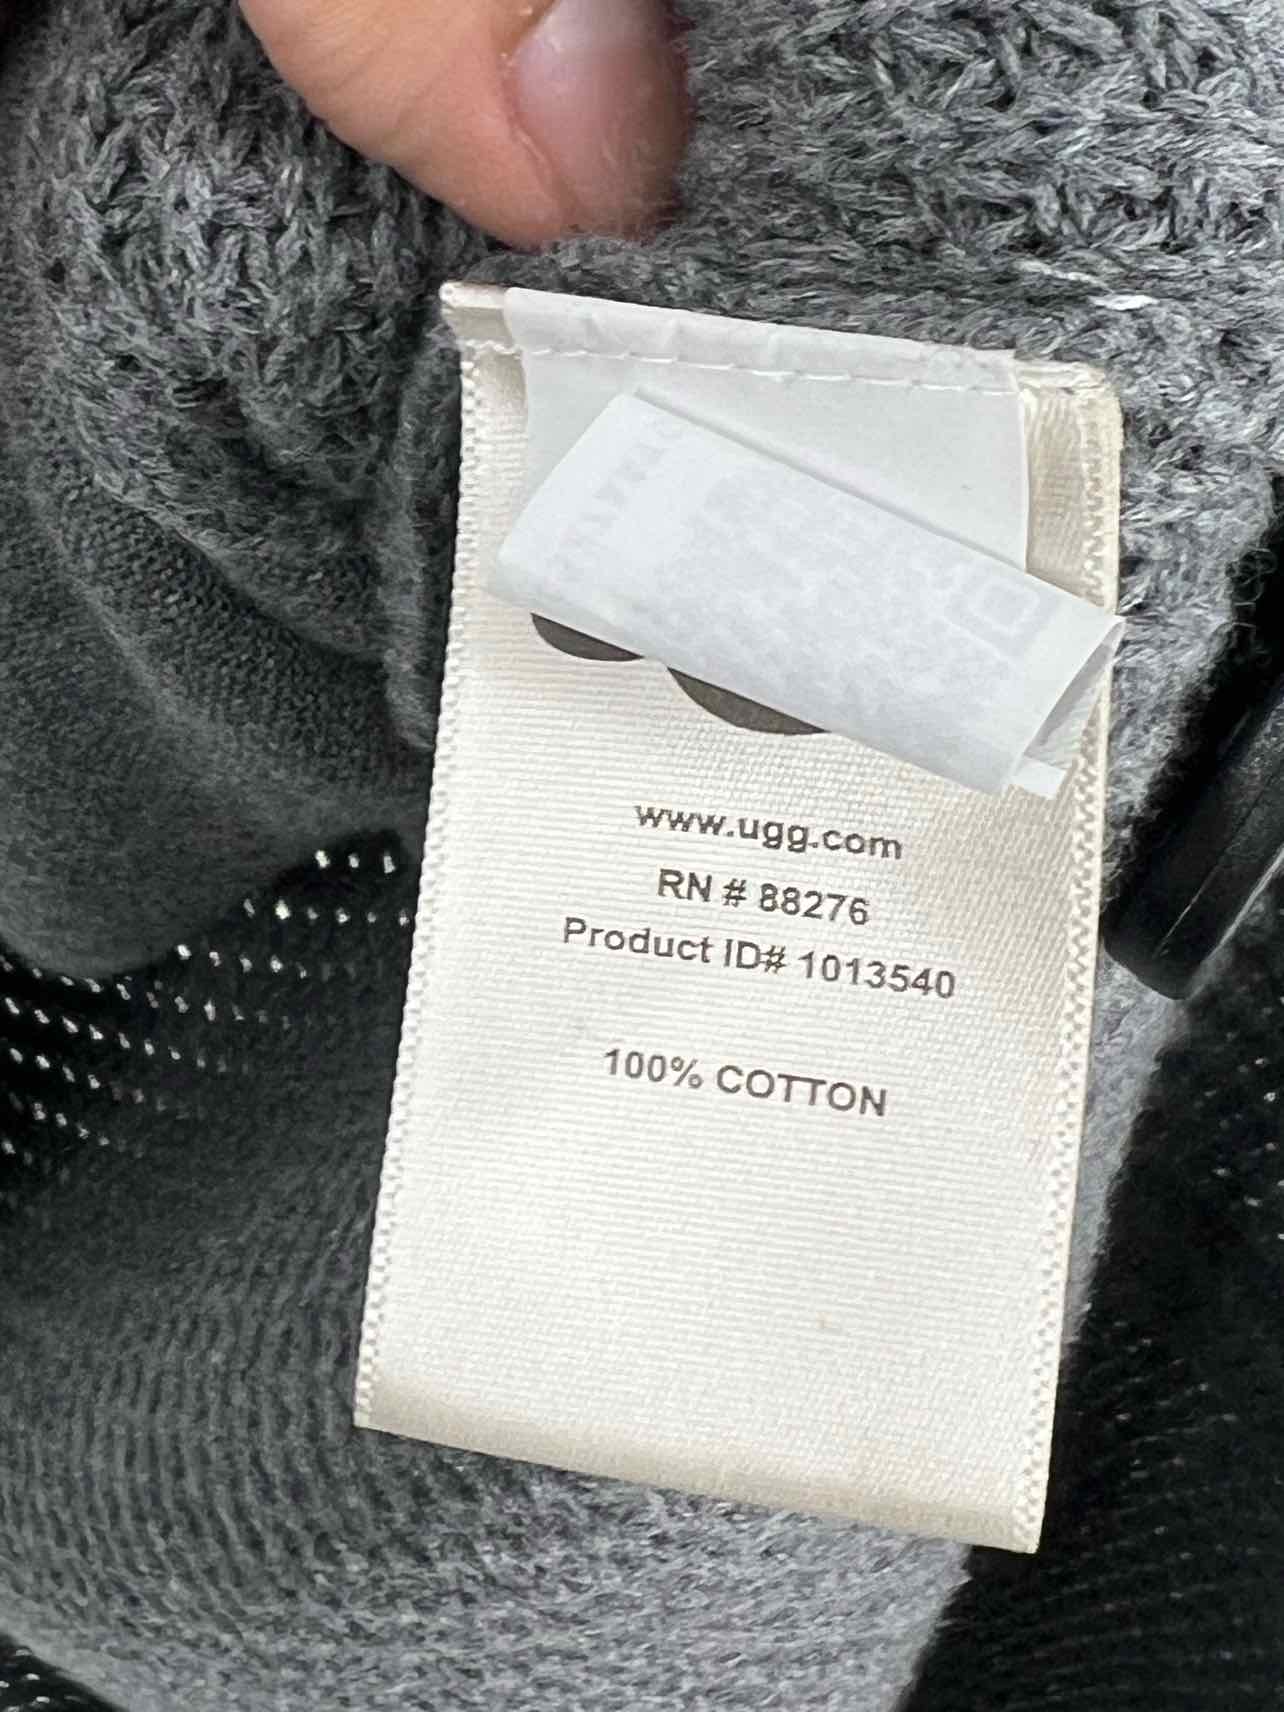 www.ugg.com
RN # 88276
Product ID# 1013540
100% COTTON